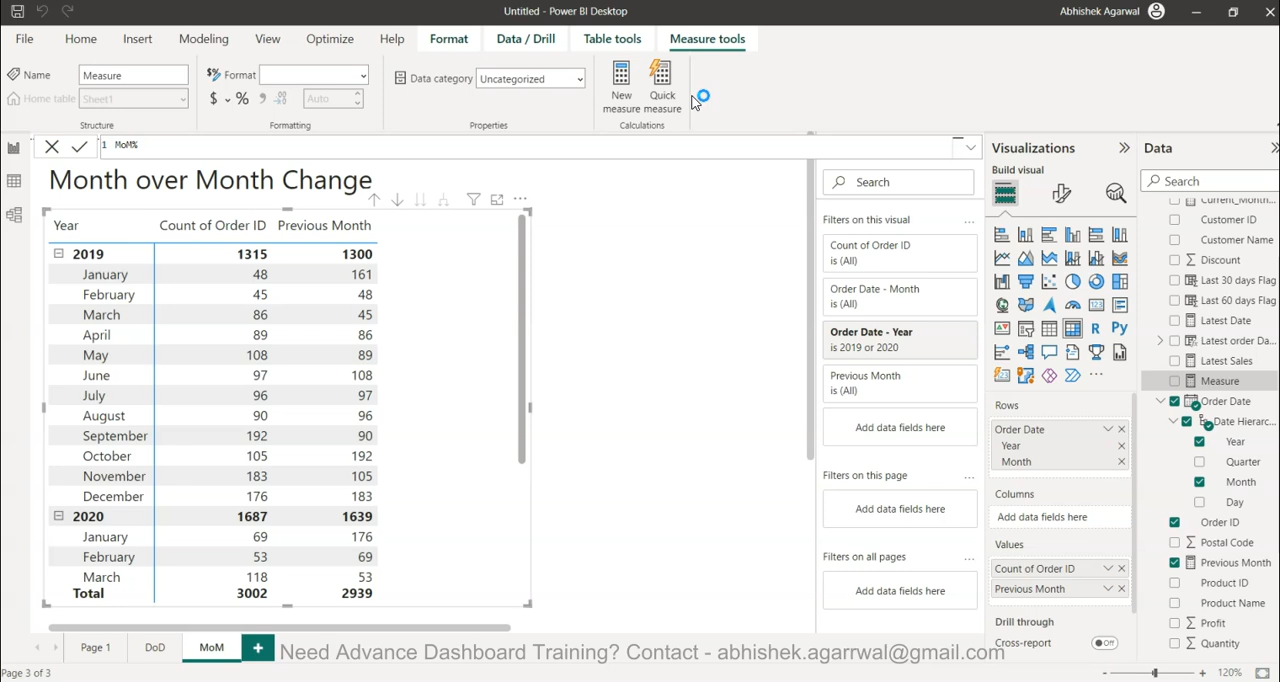 Untitled - Power BI Desktop
Abhishek Agarwal
File Home Insert Modeling View Optimize Help Format Data / Drill Table tools Measure tools
Name Measure
Format
Data category Uncategorized
Home table Sheet1
$ % Auto
New measure
Quick measure
Structure Formatting Properties Calculations
1 MoM%
Month over Month Change
Year Count of Order ID Previous Month
2019 1315 1300
January 48 161
February 45 48
March 86 45
April 89 86
May 108 89
June 97 108
July 96 97
August 90 96
September 192 90
October 105 192
November 183 105
December 176 183
2020 1687 1639
January 69 176
February 53 69
March 118 53
Total 3002 2939
Search
Filters on this visual ...
Count of Order ID
is (All)
Order Date - Month
is (All)
Order Date - Year
is 2019 or 2020
Previous Month
is (All)
Add data fields here
Filters on this page ...
Add data fields here
Filters on all pages ...
Add data fields here
Visualizations
Build visual
R Py
Rows
Order Date
Year
Month
Columns
Add data fields here
Values
Count of Order ID
Previous Month
Drill through
Cross-report Off
Data
Search
Current_Month...
Customer ID
Customer Name
Discount
Last 30 days Flag
Last 60 days Flag
Latest Date
Latest order Da...
Latest Sales
Measure
Order Date
Date Hierarc...
Year
Quarter
Month
Day
Order ID
Postal Code
Previous Month
Product ID
Product Name
Profit
Quantity
Page 1 DoD MoM +
Need Advance Dashboard Training? Contact - abhishek.agarrwal@gmail.com
Page 3 of 3
- + 120%